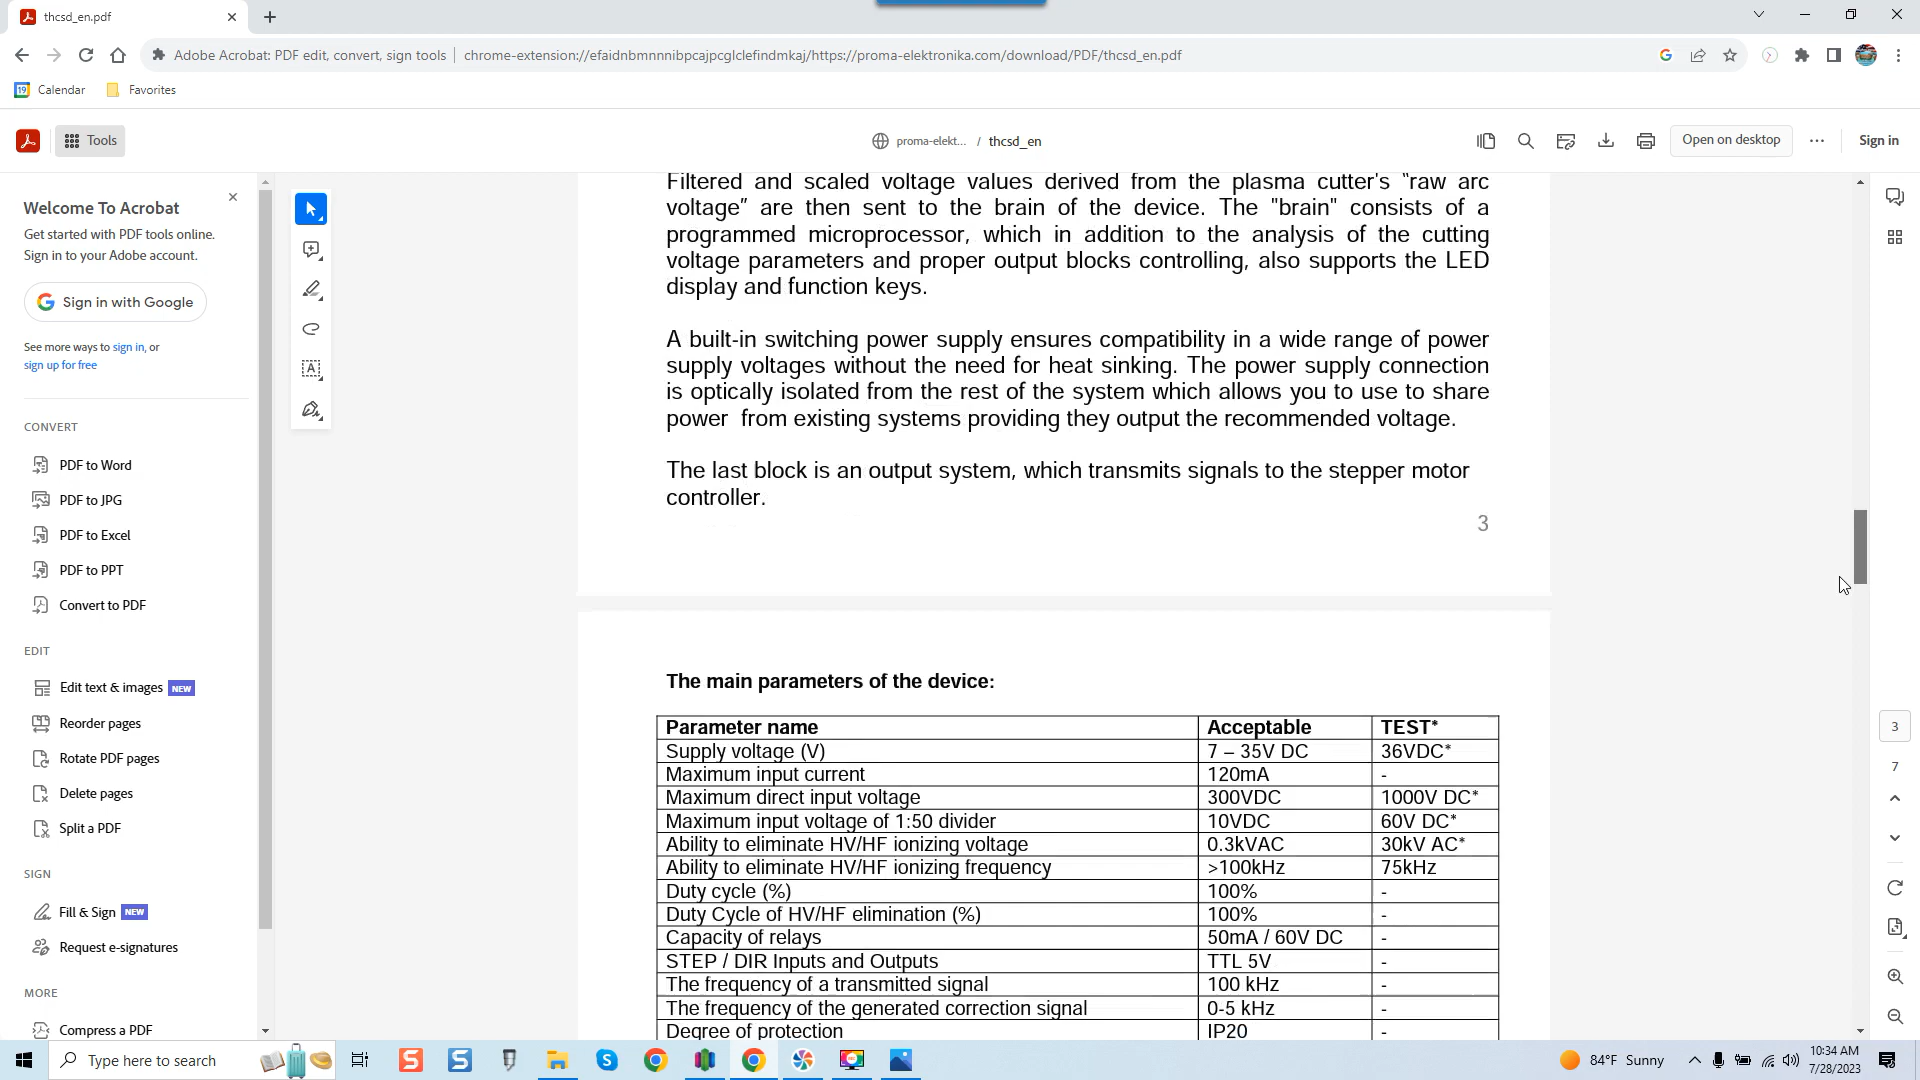 thcsd_en.pdf
Adobe Acrobat: PDF edit, convert, sign tools
chrome-extension://efaidnbmnnnibpcajpcglclefindmkaj/https://proma-elektronika.com/download/PDF/thcsd_en.pdf
19 Calendar
Favorites
Tools
proma-elekt... / thcsd_en
Open on desktop
Sign in
Welcome To Acrobat
Get started with PDF tools online.
Sign in to your Adobe account.
Sign in with Google
See more ways to sign in, or
sign up for free
CONVERT
PDF to Word
PDF to JPG
PDF to Excel
PDF to PPT
Convert to PDF
EDIT
Edit text & images NEW
Reorder pages
Rotate PDF pages
Delete pages
Split a PDF
SIGN
Fill & Sign NEW
Request e-signatures
MORE
Compress a PDF
Filtered and scaled voltage values derived from the plasma cutter's "raw arc
voltage" are then sent to the brain of the device. The "brain" consists of a
programmed microprocessor, which in addition to the analysis of the cutting
voltage parameters and proper output blocks controlling, also supports the LED
display and function keys.
A built-in switching power supply ensures compatibility in a wide range of power
supply voltages without the need for heat sinking. The power supply connection
is optically isolated from the rest of the system which allows you to use to share
power from existing systems providing they output the recommended voltage.
The last block is an output system, which transmits signals to the stepper motor
controller.
3
The main parameters of the device:
Parameter name Acceptable TEST*
Supply voltage (V) 7 – 35V DC 36VDC*
Maximum input current 120mA -
Maximum direct input voltage 300VDC 1000V DC*
Maximum input voltage of 1:50 divider 10VDC 60V DC*
Ability to eliminate HV/HF ionizing voltage 0.3kVAC 30kV AC*
Ability to eliminate HV/HF ionizing frequency >100kHz 75kHz
Duty cycle (%) 100% -
Duty Cycle of HV/HF elimination (%) 100% -
Capacity of relays 50mA / 60V DC -
STEP / DIR Inputs and Outputs TTL 5V -
The frequency of a transmitted signal 100 kHz -
The frequency of the generated correction signal 0-5 kHz -
Degree of protection IP20 -
3
7
Type here to search
84°F Sunny
10:34 AM
7/28/2023